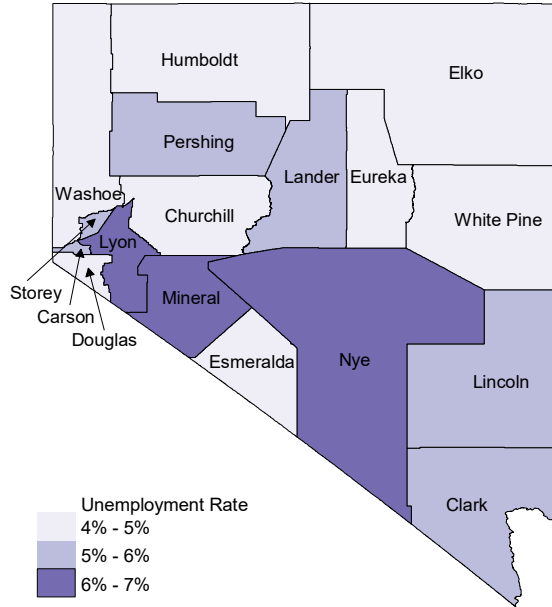 Humboldt
Elko
Pershing
Lander
Eureka
Washoe
Churchill
White Pine
Lyon
Storey
Carson
Douglas
Mineral
Esmeralda
Nye
Lincoln
Clark
Unemployment Rate
4% - 5%
5% - 6%
6% - 7%